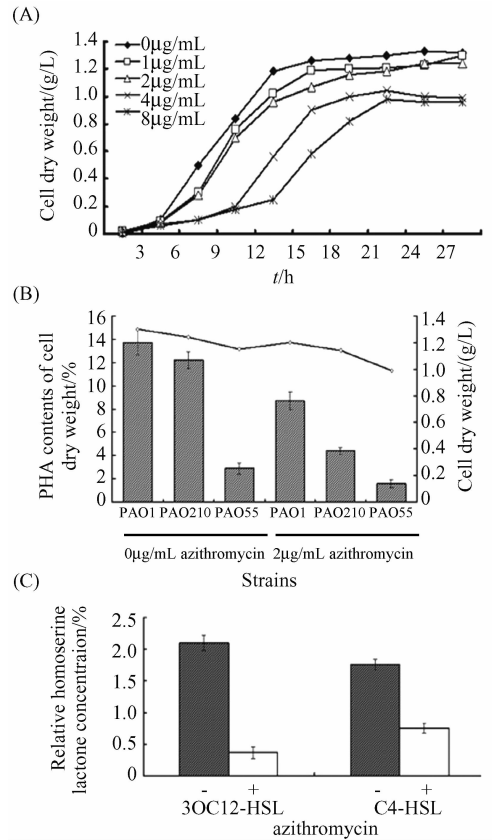 (A)
Cell dry weight/(g/L)
1.4
1.2
1.0
0.8
0.6
0.4
0.2
0
0μg/mL
1μg/mL
2μg/mL
4μg/mL
8μg/mL
3 6 9 12 15 18 21 24 27
t/h
(B)
PHA contents of cell
dry weight/%
16
14
12
10
8
6
4
2
0
1.4
1.2
1.0
0.8
0.6
0.4
0.2
0
Cell dry weight/(g/L)
PAO1 PAO210 PAO55 PAO1 PAO210 PAO55
0μg/mL azithromycin 2μg/mL azithromycin
Strains
(C)
Relative homoserine
lactone concentraion/%
2.5
2.0
1.5
1.0
0.5
0
- + - +
3OC12-HSL C4-HSL
azithromycin